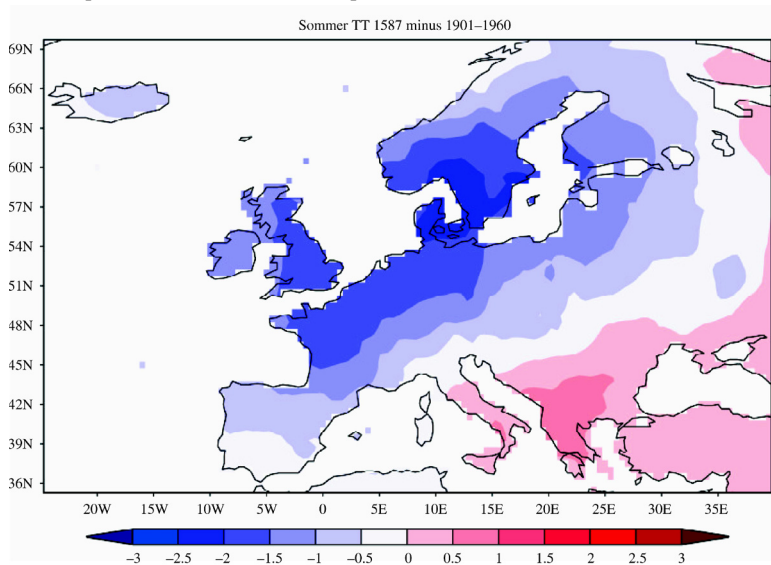 Sommer TT 1587 minus 1901–1960
69N
66N
63N
60N
57N
54N
51N
48N
45N
42N
39N
36N
20W 15W 10W 5W 0 5E 10E 15E 20E 25E 30E 35E
–3 –2.5 –2 –1.5 –1 –0.5 0 0.5 1 1.5 2 2.5 3